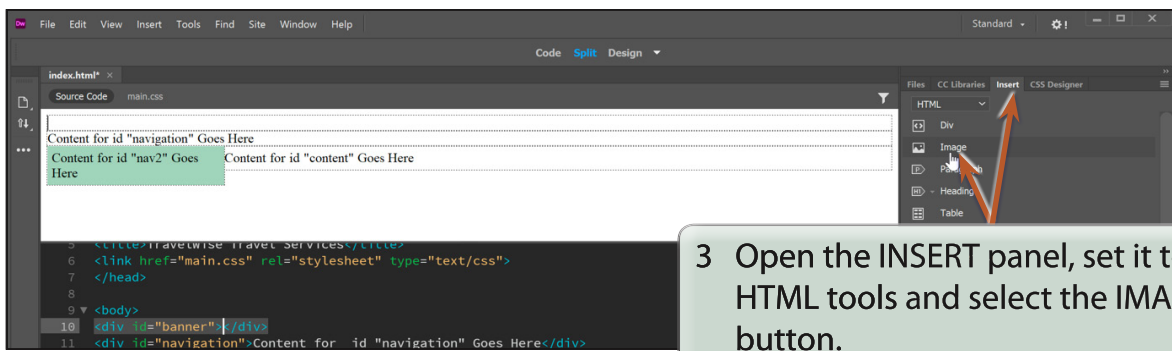 Dw File Edit View Insert Tools Find Site Window Help Standard
Code Split Design
index.html*
Source Code main.css
Files CC Libraries Insert CSS Designer
HTML
Div
Image
Heading
Table
Content for id "navigation" Goes Here
Content for id "nav2" Goes
Here
Content for id "content" Goes Here
5 <title>TravelWise Travel Services</title>
6 <link href="main.css" rel="stylesheet" type="text/css">
7 </head>
8
9 <body>
10 <div id="banner"></div>
11 <div id="navigation">Content for id "navigation" Goes Here</div>
3 Open the INSERT panel, set it t
HTML tools and select the IMA
button.